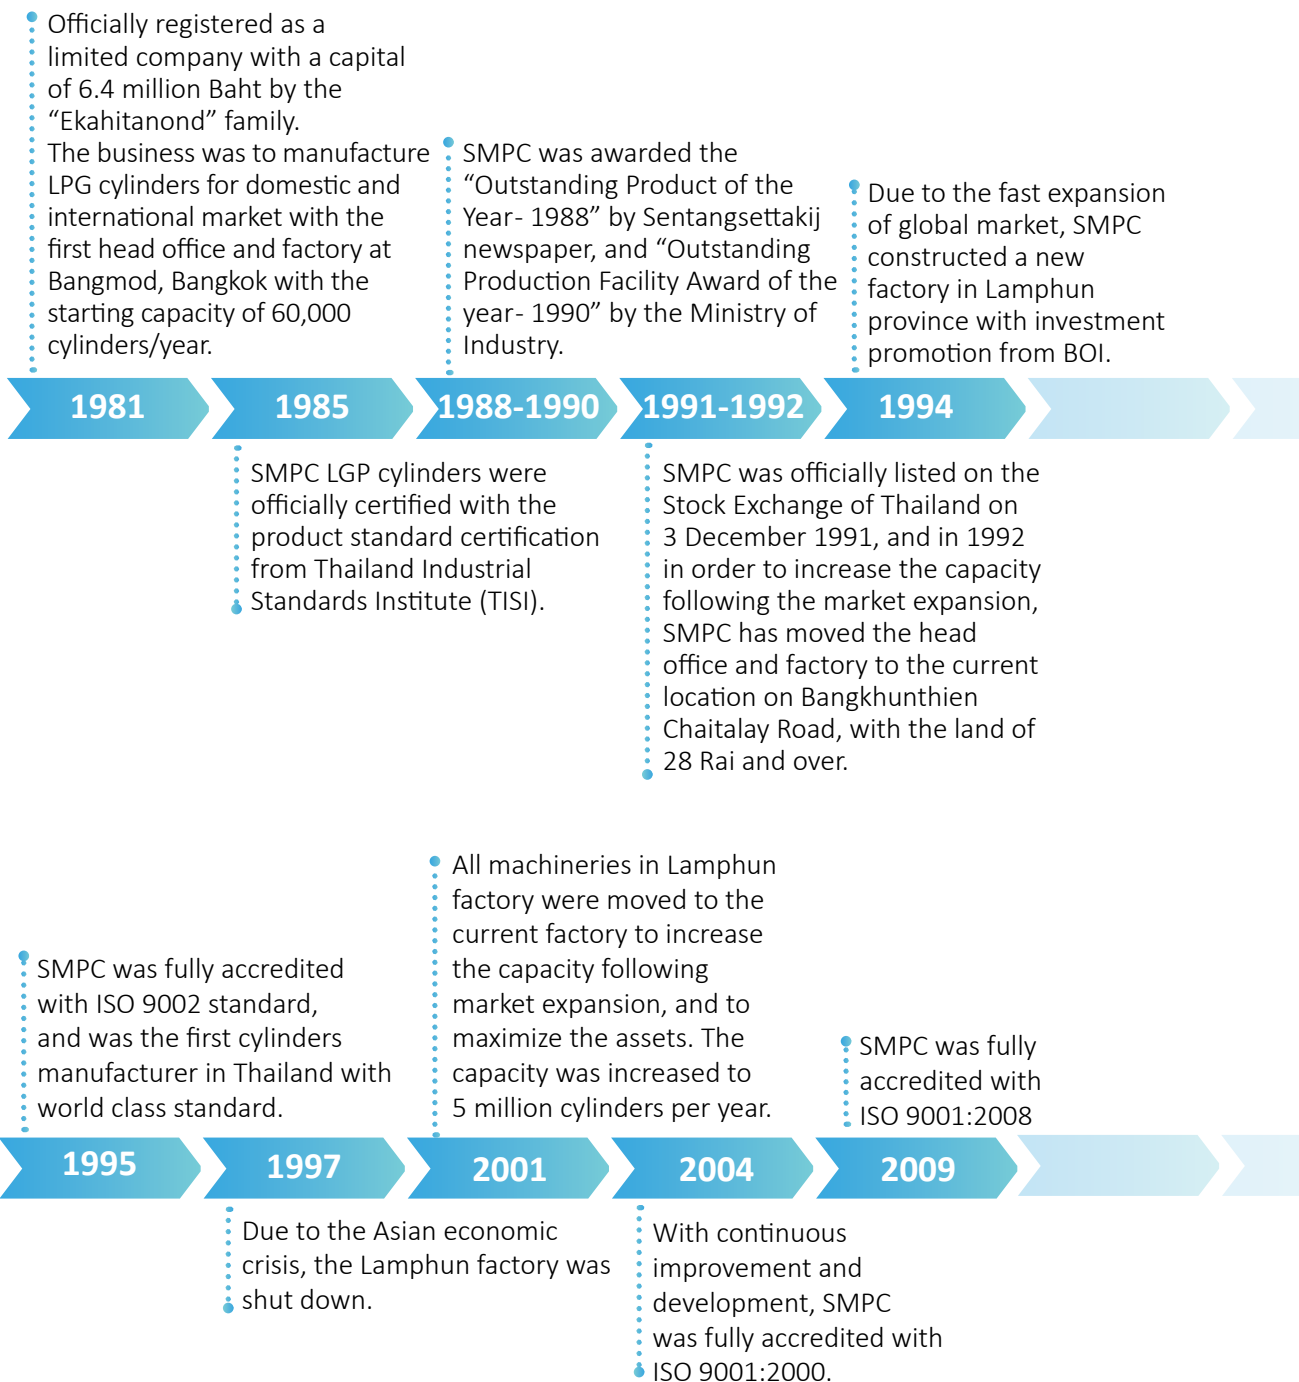 Officially registered as a
limited company with a capital
of 6.4 million Baht by the
“Ekahitanond” family.
The business was to manufacture
LPG cylinders for domestic and
international market with the
first head office and factory at
Bangmod, Bangkok with the
starting capacity of 60,000
cylinders/year.
SMPC was awarded the
“Outstanding Product of the
Year- 1988” by Sentangsettakij
newspaper, and “Outstanding
Production Facility Award of the
year- 1990” by the Ministry of
Industry.
Due to the fast expansion
of global market, SMPC
constructed a new
factory in Lamphun
province with investment
promotion from BOI.
1981
1985
1988-1990
1991-1992
1994
SMPC LGP cylinders were
officially certified with the
product standard certification
from Thailand Industrial
Standards Institute (TISI).
SMPC was officially listed on the
Stock Exchange of Thailand on
3 December 1991, and in 1992
in order to increase the capacity
following the market expansion,
SMPC has moved the head
office and factory to the current
location on Bangkhunthien
Chaitalay Road, with the land of
28 Rai and over.
SMPC was fully accredited
with ISO 9002 standard,
and was the first cylinders
manufacturer in Thailand with
world class standard.
All machineries in Lamphun
factory were moved to the
current factory to increase
the capacity following
market expansion, and to
maximize the assets. The
capacity was increased to
5 million cylinders per year.
SMPC was fully
accredited with
ISO 9001:2008
1995
1997
2001
2004
2009
Due to the Asian economic
crisis, the Lamphun factory was
shut down.
With continuous
improvement and
development, SMPC
was fully accredited with
ISO 9001:2000.